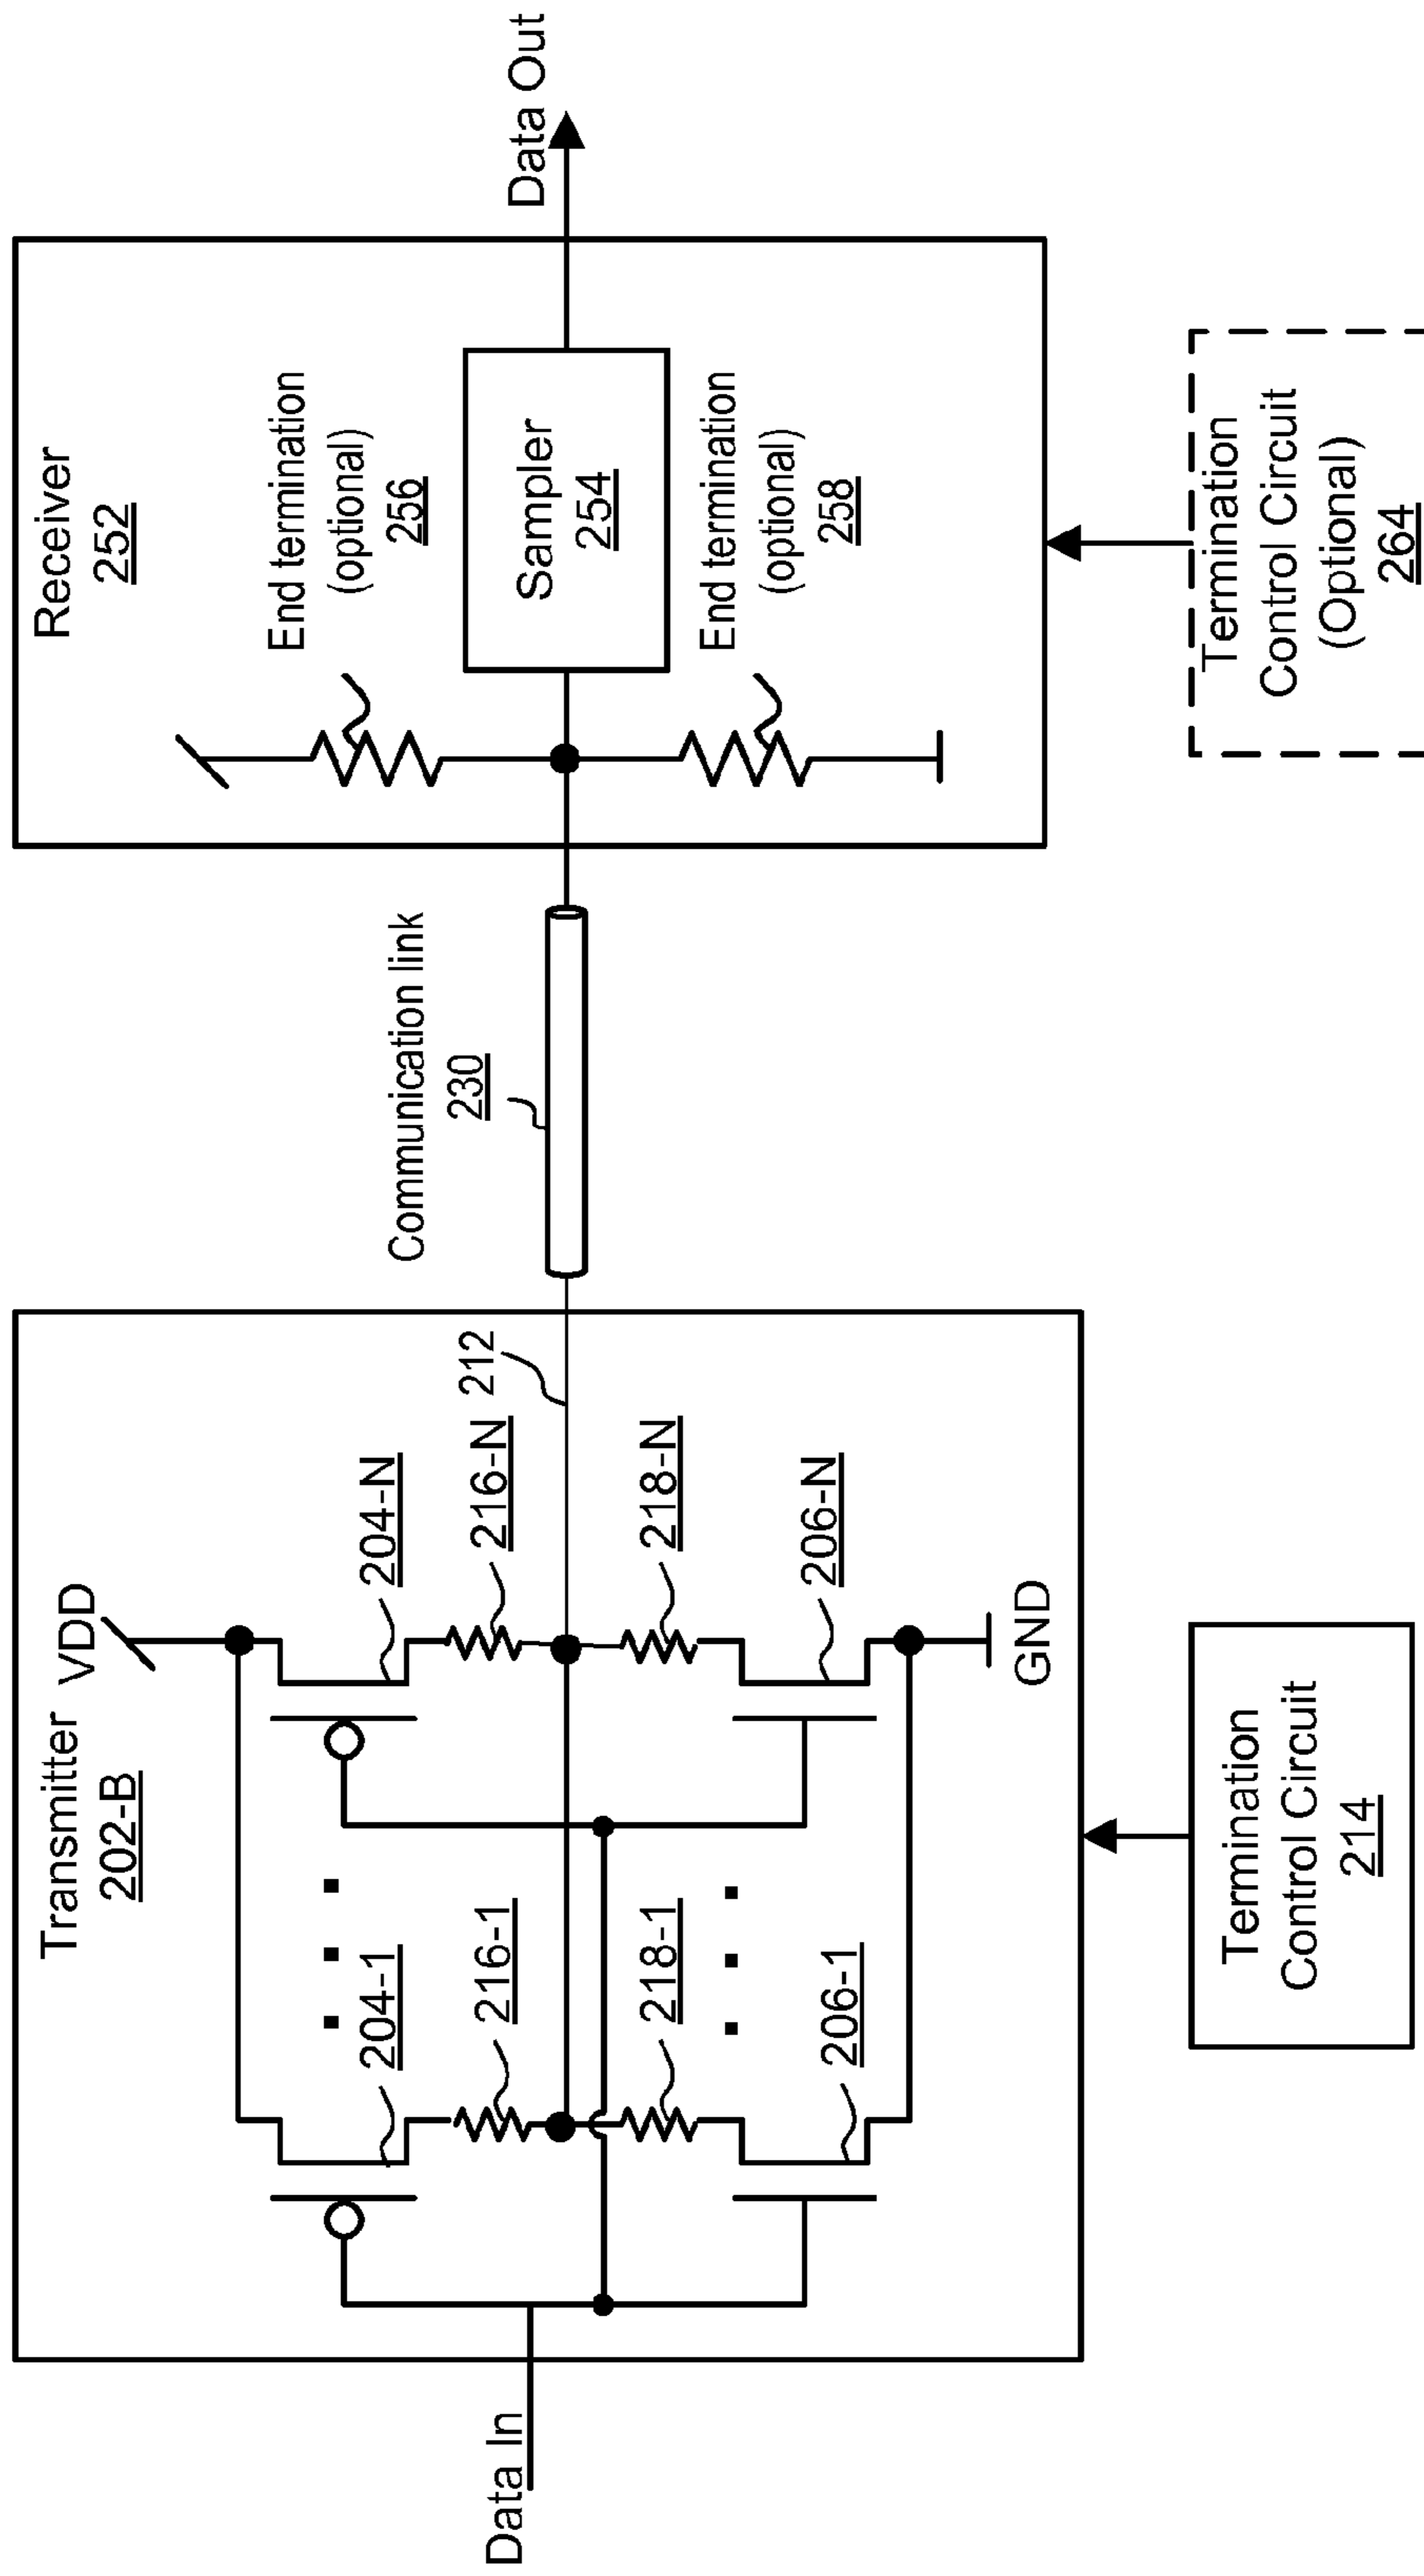 Data In
Transmitter
202-B
VDD
204-1
216-1
218-1
206-1
204-N
216-N
212
218-N
206-N
GND
Termination
Control Circuit
214
Communication link
230
Receiver
252
End termination
(optional)
256
Sampler
254
End termination
(optional)
258
Data Out
Termination
Control Circuit
(Optional)
264